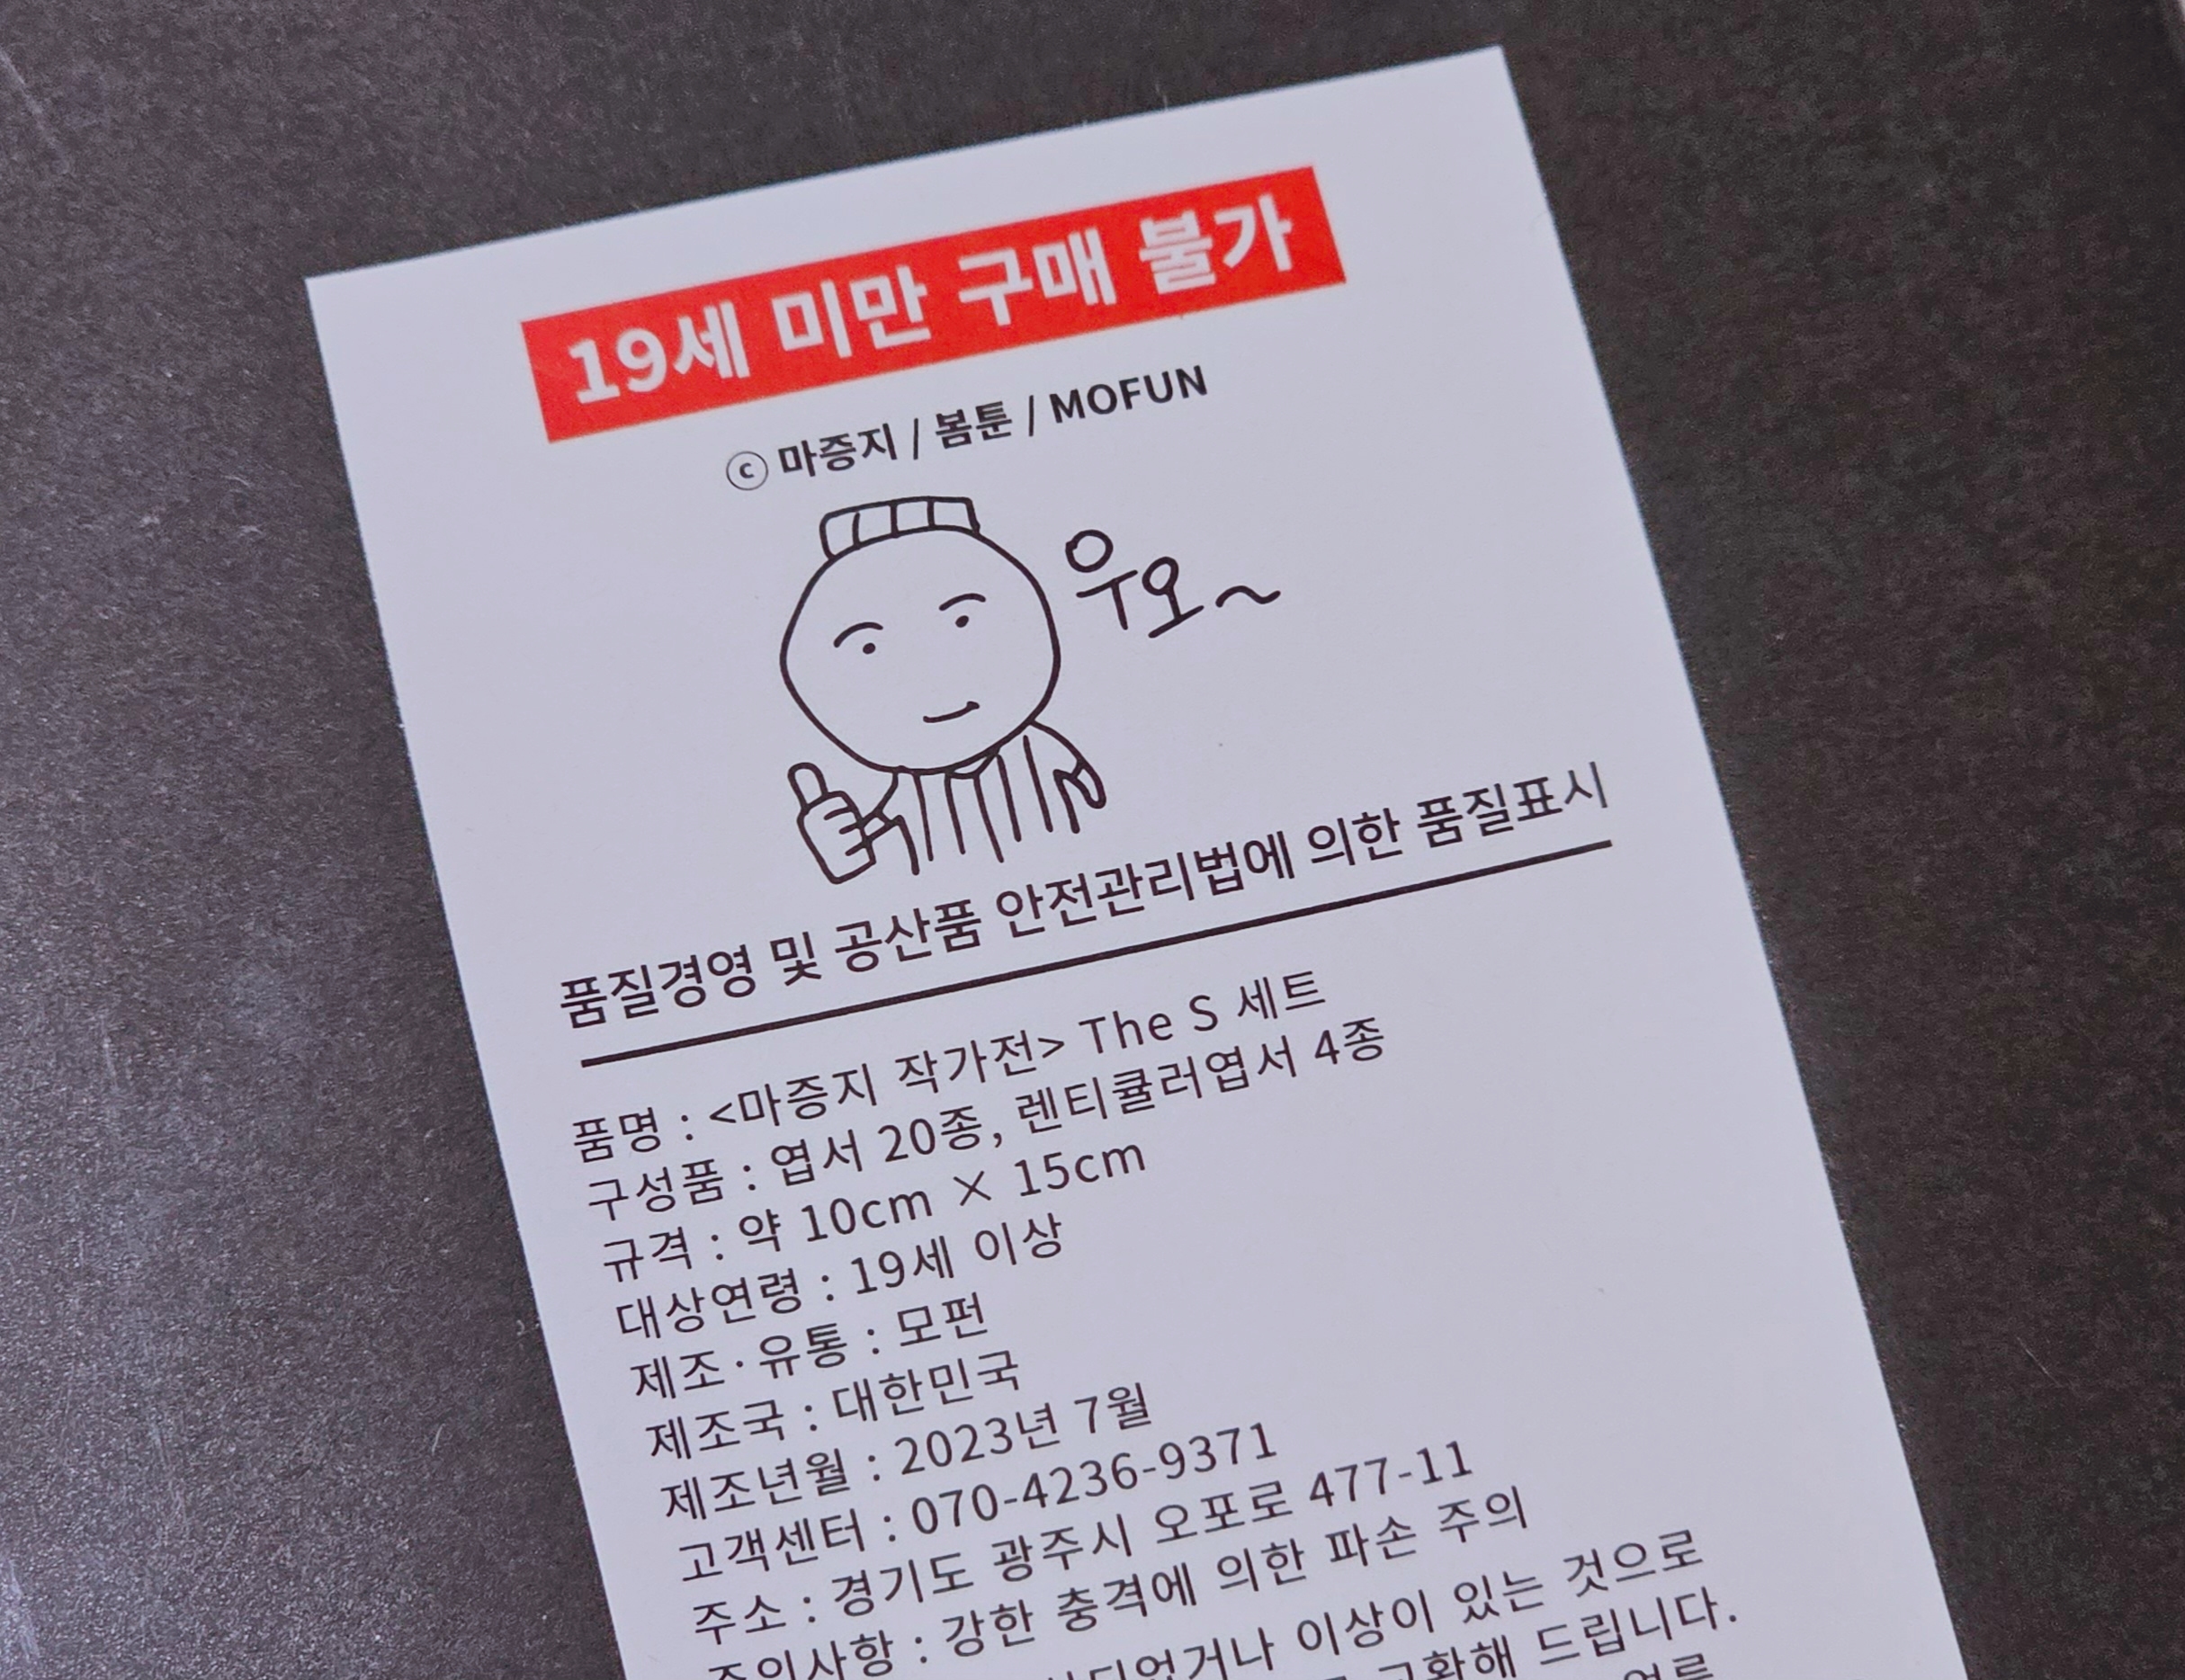 19세 미만 구매 불가
ⓒ 마증지 / 봄툰 / MOFUN
우오~
품질경영 및 공산품 안전관리법에 의한 품질표시
품명 : <마증지 작가전> The S 세트
구성품 : 엽서 20종, 렌티큘러엽서 4종
규격 : 약 10cm × 15cm
대상연령 : 19세 이상
제조·유통 : 모펀
제조국 : 대한민국
제조년월 : 2023년 7월
고객센터 : 070-4236-9371
주소 : 경기도 광주시 오포로 477-11
주의사항 : 강한 충격에 의한 파손 주의
이상이 있는 것으로
교환해 드립니다.